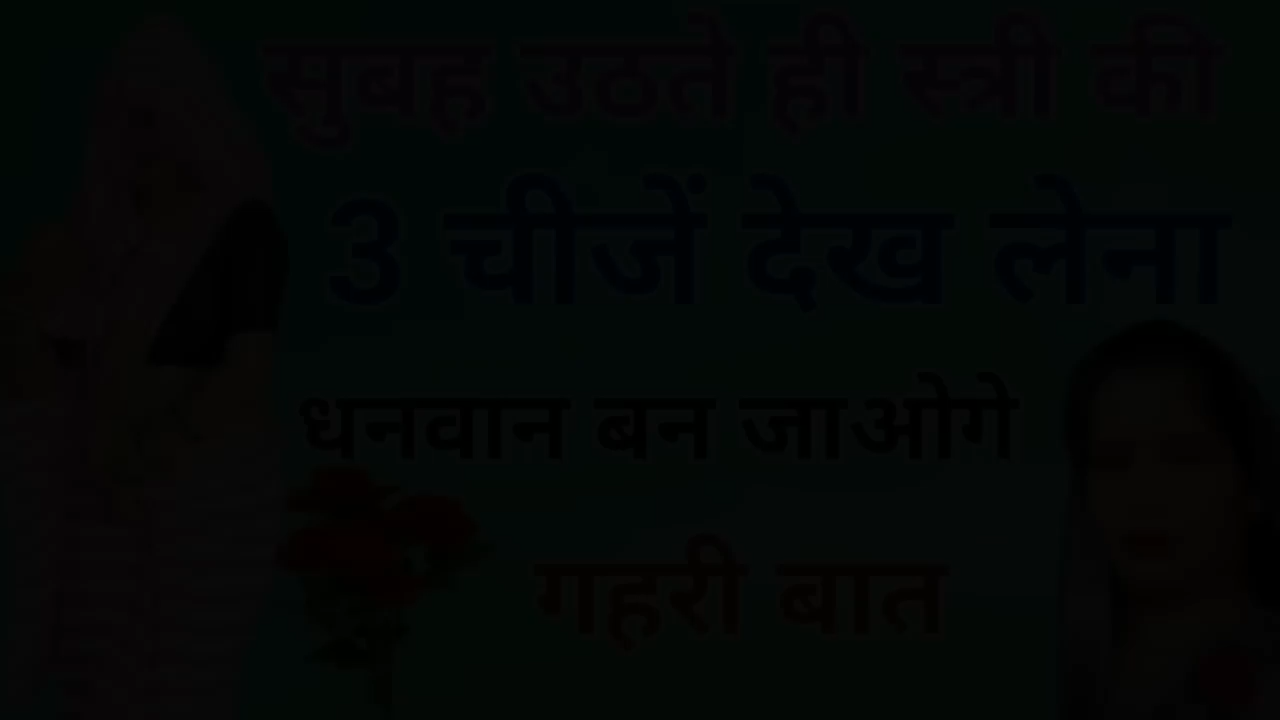 सुबह उठते ही स्त्री की
3 चीजें देख लेना
धनवान बन जाओगे
गहरी बात